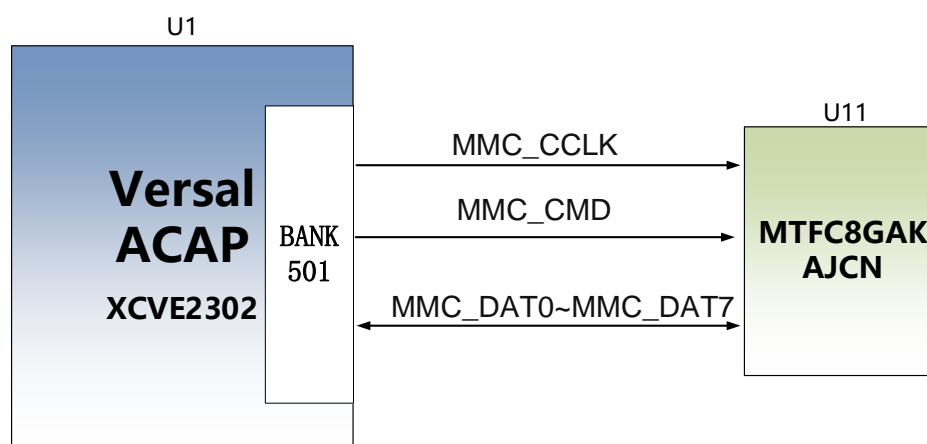 U1
Versal
ACAP
XCVE2302
BANK
501
MMC_CCLK
MMC_CMD
MMC_DAT0~MMC_DAT7
U11
MTFC8GAK
AJCN